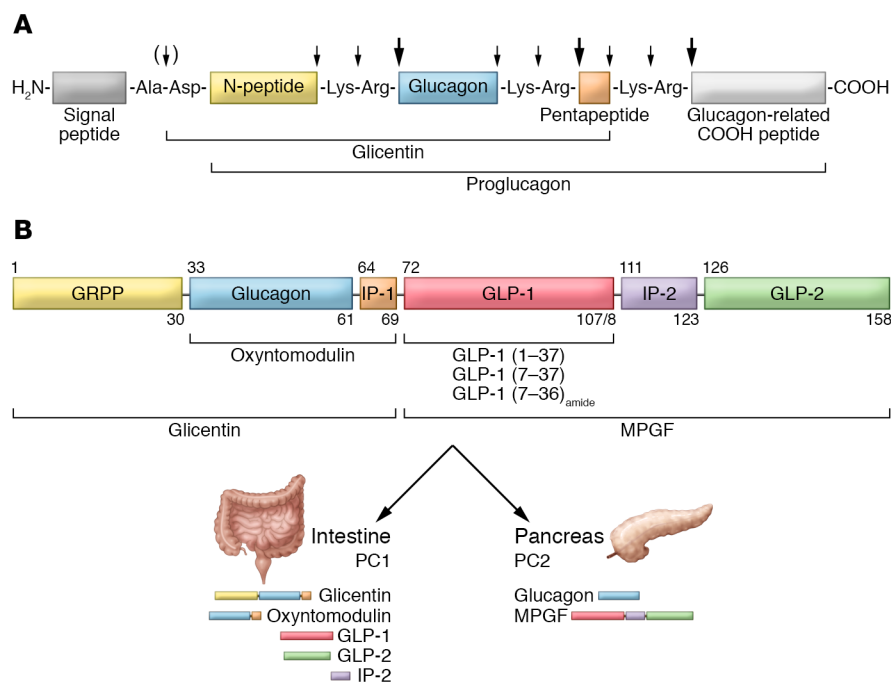 A
(↓)
H₂N- Signal peptide -Ala-Asp- N-peptide -Lys-Arg- Glucagon -Lys-Arg- Pentapeptide -Lys-Arg- Glucagon-related COOH peptide -COOH
Glicentin
Proglucagon
B
1 33 64 72 111 126
GRPP Glucagon IP-1 GLP-1 IP-2 GLP-2
30 61 69 107/8 123 158
Oxyntomodulin
GLP-1 (1–37)
GLP-1 (7–37)
GLP-1 (7–36)amide
Glicentin MPGF
Intestine
PC1
Glicentin
Oxyntomodulin
GLP-1
GLP-2
IP-2
Pancreas
PC2
Glucagon
MPGF